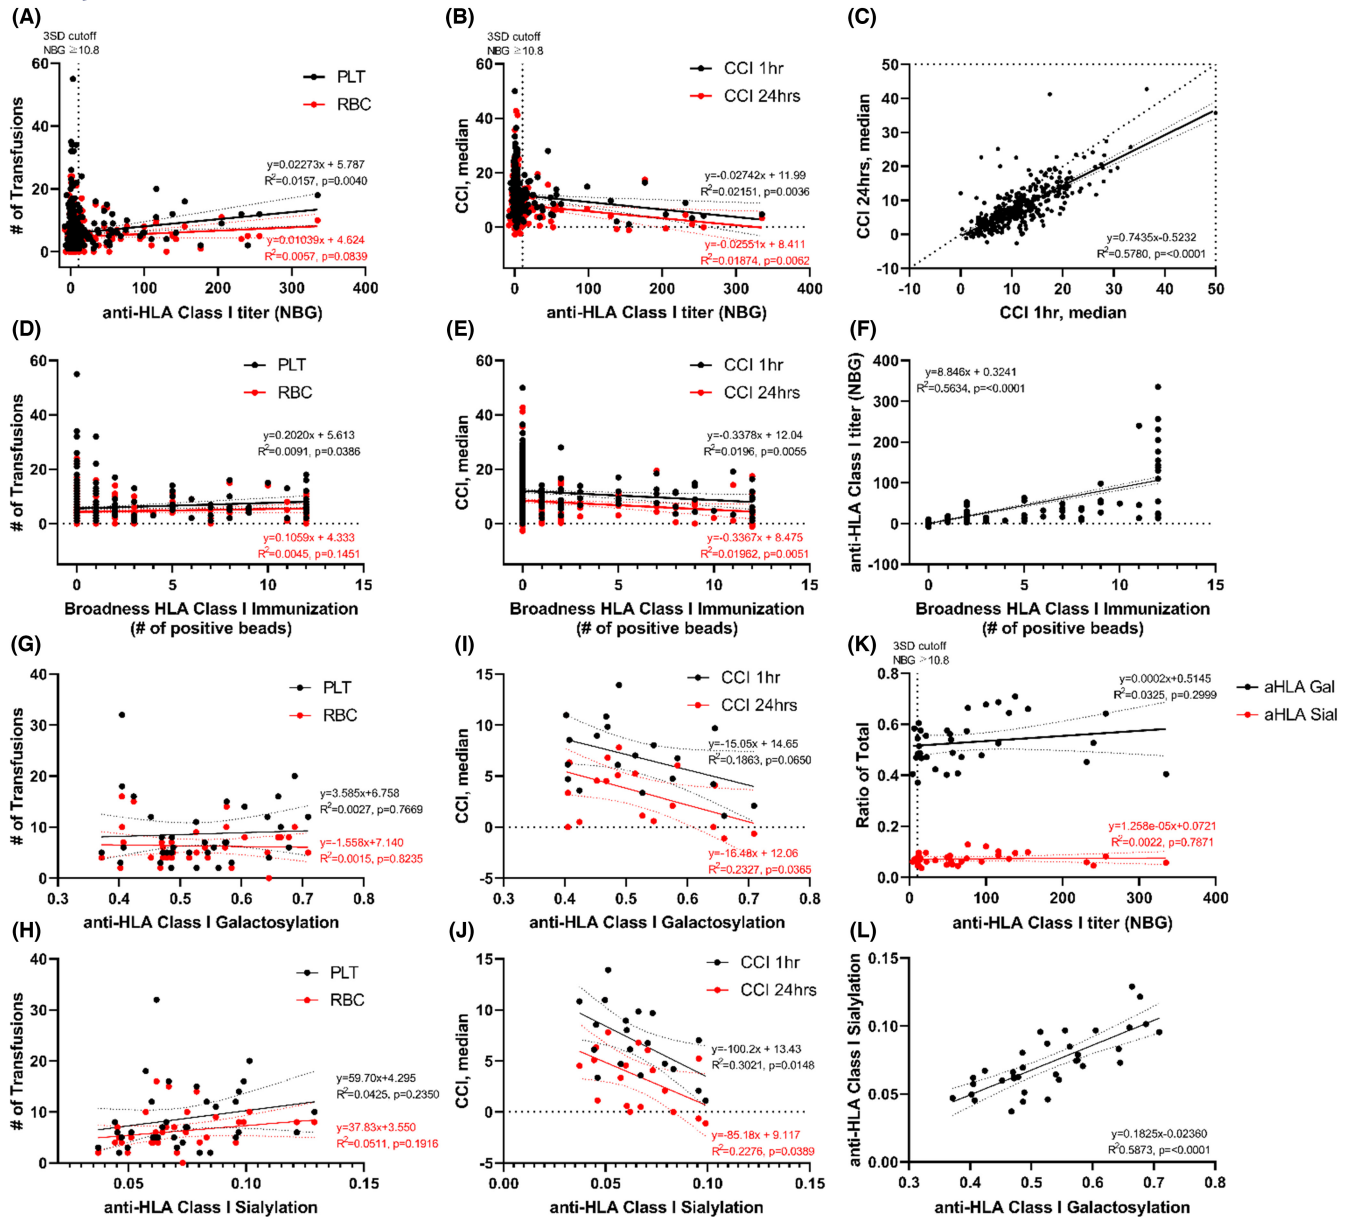 (A)
3SD cutoff
NBG ≥10.8
# of Transfusions
60
40
20
0
PLT
RBC
y=0.02273x + 5.787
R2=0.0157, p=0.0040
y=0.01039x + 4.624
R2=0.0057, p=0.0839
0 100 200 300 400
anti-HLA Class I titer (NBG)
(B)
3SD cutoff
NBG ≥10.8
CCI, median
60
40
20
0
CCI 1hr
CCI 24hrs
y=-0.02742x + 11.99
R2=0.02151, p=0.0036
y=-0.02551x + 8.411
R2=0.01874, p=0.0062
0 100 200 300 400
anti-HLA Class I titer (NBG)
(C)
CCI 24hrs, median
50
40
30
20
10
0
-10
y=0.7435x-0.5232
R2=0.5780, p=<0.0001
-10 0 10 20 30 40 50
CCI 1hr, median
(D)
# of Transfusions
60
40
20
0
PLT
RBC
y=0.2020x + 5.613
R2=0.0091, p=0.0386
y=0.1059x + 4.333
R2=0.0045, p=0.1451
0 5 10 15
Broadness HLA Class I Immunization
(# of positive beads)
(E)
CCI, median
60
40
20
0
CCI 1hr
CCI 24hrs
y=-0.3378x + 12.04
R2=0.0196, p=0.0055
y=-0.3367x + 8.475
R2=0.01962, p=0.0051
0 5 10 15
Broadness HLA Class I Immunization
(# of positive beads)
(F)
anti-HLA Class I titer (NBG)
400
300
200
100
0
-100
y=8.846x + 0.3241
R2=0.5634, p=<0.0001
0 5 10 15
Broadness HLA Class I Immunization
(# of positive beads)
(G)
# of Transfusions
40
30
20
10
0
PLT
RBC
y=3.585x+6.758
R2=0.0027, p=0.7669
y=-1.558x+7.140
R2=0.0015, p=0.8235
0.3 0.4 0.5 0.6 0.7 0.8
anti-HLA Class I Galactosylation
(I)
CCI, median
15
10
5
0
-5
CCI 1hr
CCI 24hrs
y=-15.05x + 14.65
R2=0.1863, p=0.0650
y=-16.48x + 12.06
R2=0.2327, p=0.0365
0.3 0.4 0.5 0.6 0.7 0.8
anti-HLA Class I Galactosylation
(K)
3SD cutoff
NBG >10.8
Ratio of Total
0.8
0.6
0.4
0.2
0.0
y=0.0002x+0.5145
R2=0.0325, p=0.2999
y=1.258e-05x+0.0721
R2=0.0022, p=0.7871
aHLA Gal
aHLA Sial
0 100 200 300 400
anti-HLA Class I titer (NBG)
(H)
# of Transfusions
40
30
20
10
0
PLT
RBC
y=59.70x+4.295
R2=0.0425, p=0.2350
y=37.83x+3.550
R2=0.0511, p=0.1916
0.05 0.10 0.15
anti-HLA Class I Sialylation
(J)
CCI, median
15
10
5
0
-5
CCI 1hr
CCI 24hrs
y=-100.2x + 13.43
R2=0.3021, p=0.0148
y=-85.18x + 9.117
R2=0.2276, p=0.0389
0.00 0.05 0.10 0.15
anti-HLA Class I Sialylation
(L)
anti-HLA Class I Sialylation
0.15
0.10
0.05
0.00
y=0.1825x-0.02360
R2=0.5873, p=<0.0001
0.3 0.4 0.5 0.6 0.7 0.8
anti-HLA Class I Galactosylation